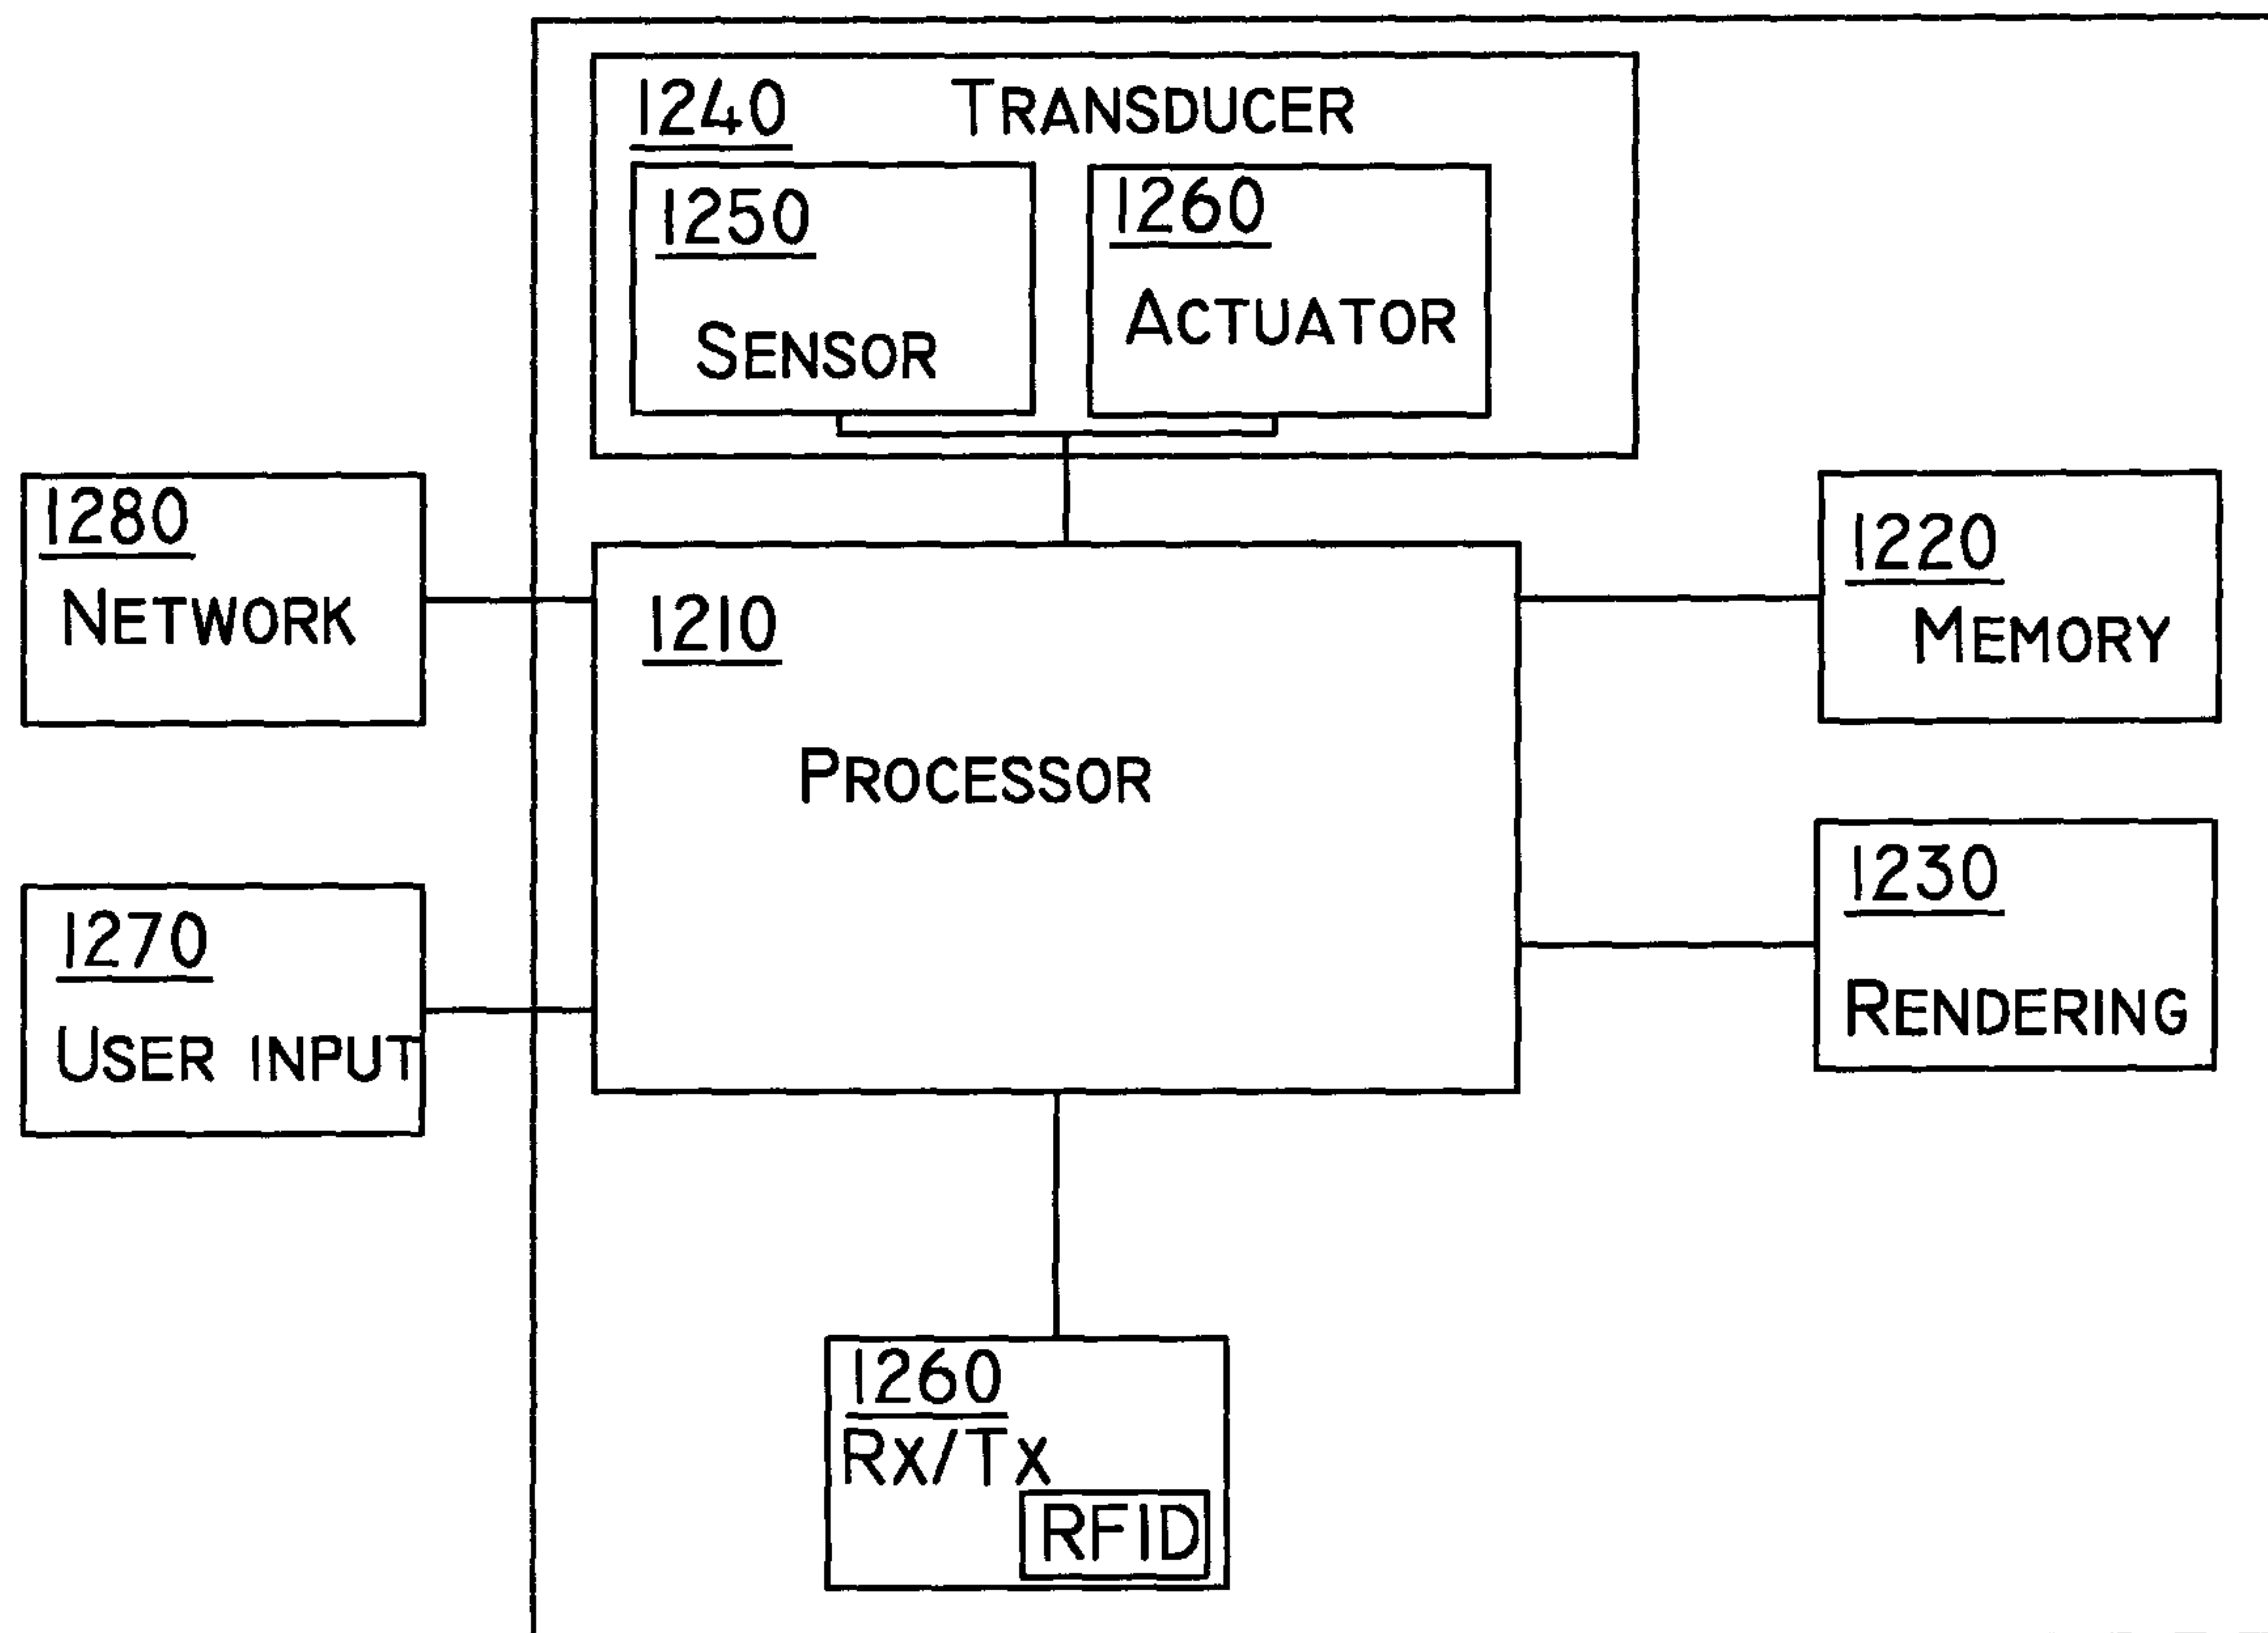 1240 TRANSDUCER
1250
SENSOR
1260
ACTUATOR
1280
NETWORK
1210
PROCESSOR
1220
MEMORY
1270
USER INPUT
1230
RENDERING
1260
RX/TX
RFID